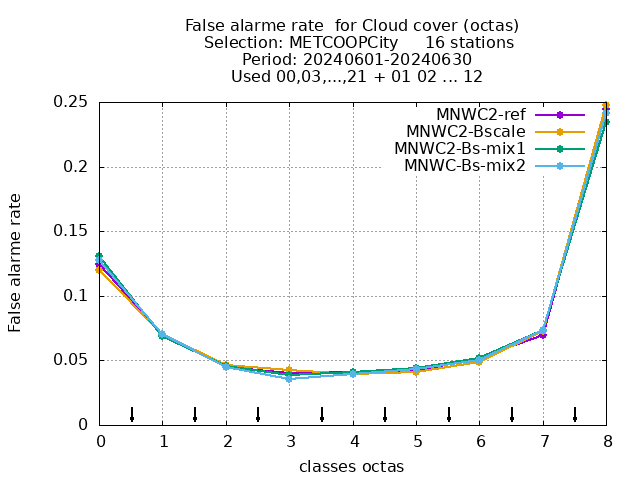 False alarme rate  for Cloud cover (octas)
Selection: METCOOPCity     16 stations
Period: 20240601-20240630
Used 00,03,...,21 + 01 02 ... 12
MNWC2-ref
MNWC2-Bscale
MNWC2-Bs-mix1
MNWC-Bs-mix2
False alarme rate
0.25
0.2
0.15
0.1
0.05
0
0 1 2 3 4 5 6 7 8
classes octas